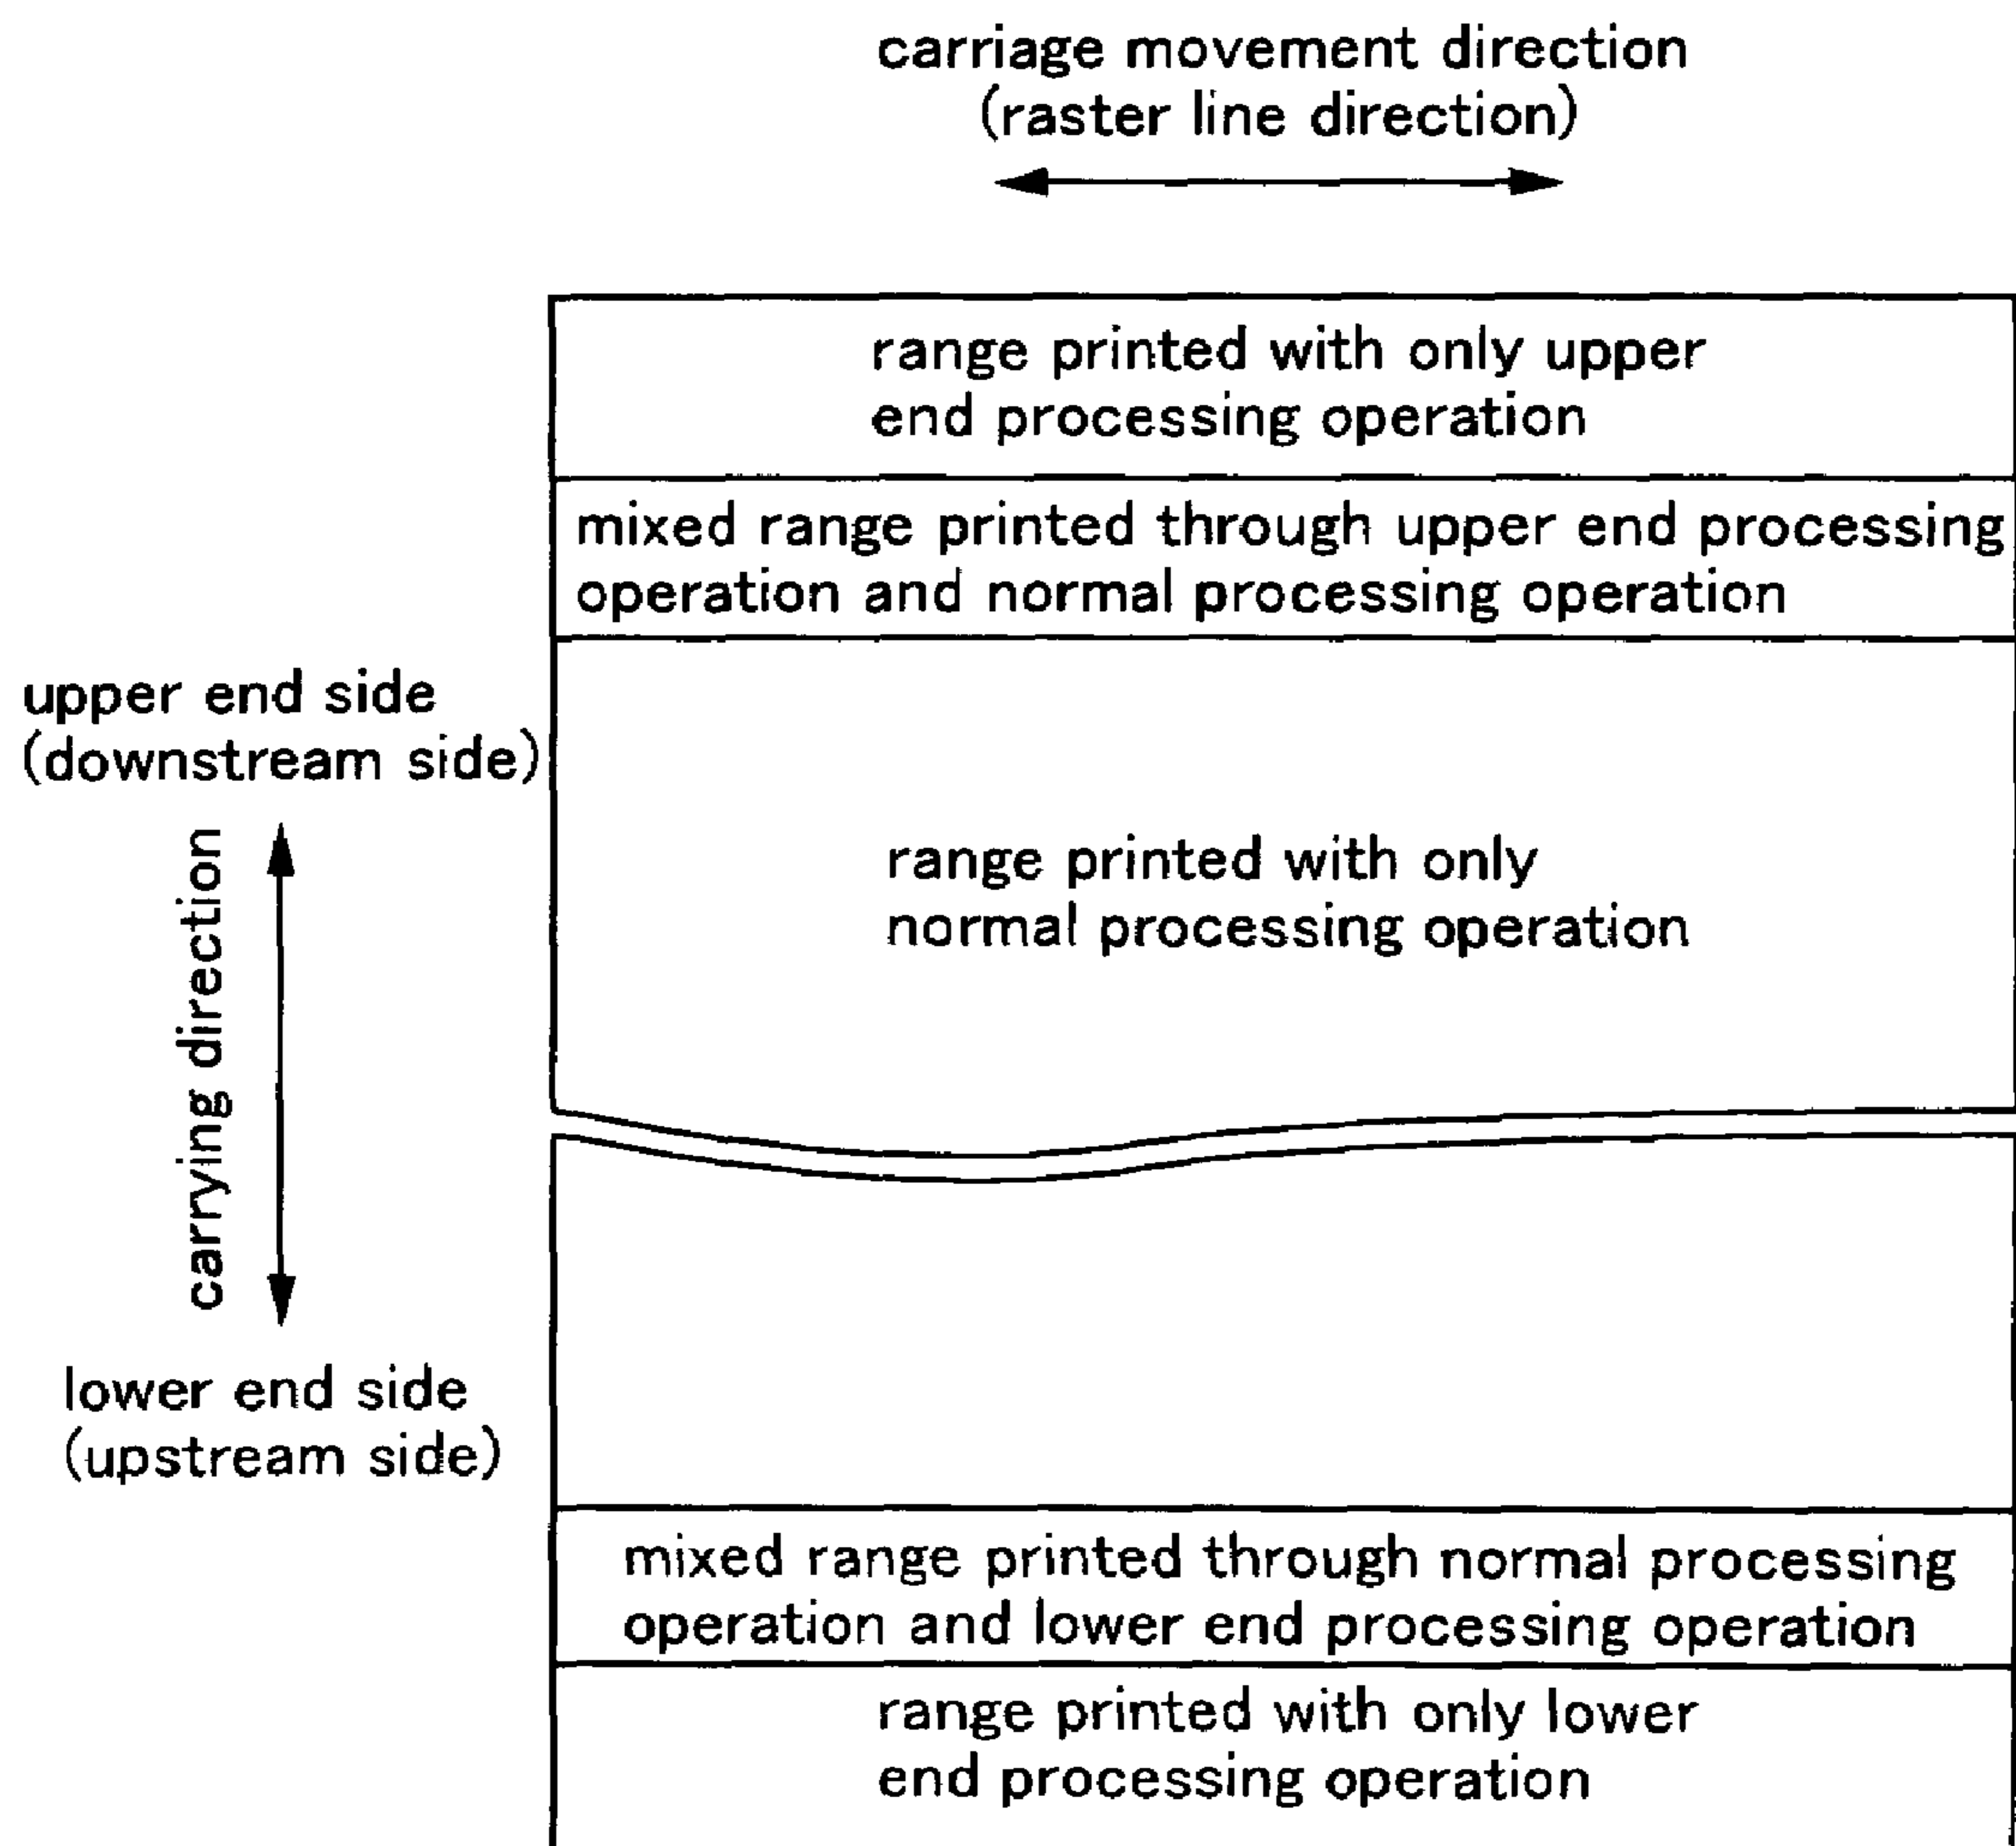 carriage movement direction
(raster line direction)
range printed with only upper
end processing operation
mixed range printed through upper end processing
operation and normal processing operation
upper end side
(downstream side)
carrying direction
range printed with only
normal processing operation
lower end side
(upstream side)
mixed range printed through normal processing
operation and lower end processing operation
range printed with only lower
end processing operation